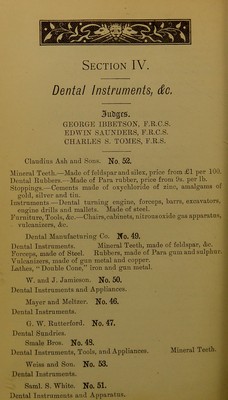 SECTION IV.
Dental Instruments, &c.
Judges.
GEORGE IBBETSON, F.R.C.S.
EDWIN SAUNDERS, F.R.C.S.
CHARLES S. TOMES, F.R.S.
Claudius Ash and Sons. No. 52.
Mineral Teeth.—Made of feldspar and silex, price from £1 per 100.
Dental Rubbers.—Made of Para rubber, price from 9s. per lb.
Stoppings.—Cements made of oxychloride of zinc, amalgams of
gold, silver and tin.
Instruments—Dental turning engine, forceps, burrs, excavators,
engine drills and mallets. Made of steel.
Furniture, Tools, &c.—Chairs, cabinets, nitrous oxide gas apparatus,
vulcanisers, &c.
Dental Manufacturing Co. No. 49.
Dental Instruments. Mineral Teeth, made of feldspar, &c.
Forceps, made of Steel. Rubbers, made of Para gum and sulphur.
Vulcanisers, made of gun metal and copper.
Lathes, "Double Cone," iron and gun metal.
W. and J. Jamieson. No. 50.
Dental Instruments and Appliances.
Mayer and Meltzer. No. 46.
Dental Instruments.
G. W. Rutterford. No. 47.
Dental Sundries.
Smale Bros. No. 48.
Dental Instruments, Tools, and Appliances. Mineral Teeth.
Weiss and Son. No. 53.
Dental Instruments.
Saml. S. White. No. 51.
Dental Instruments and Apparatus.